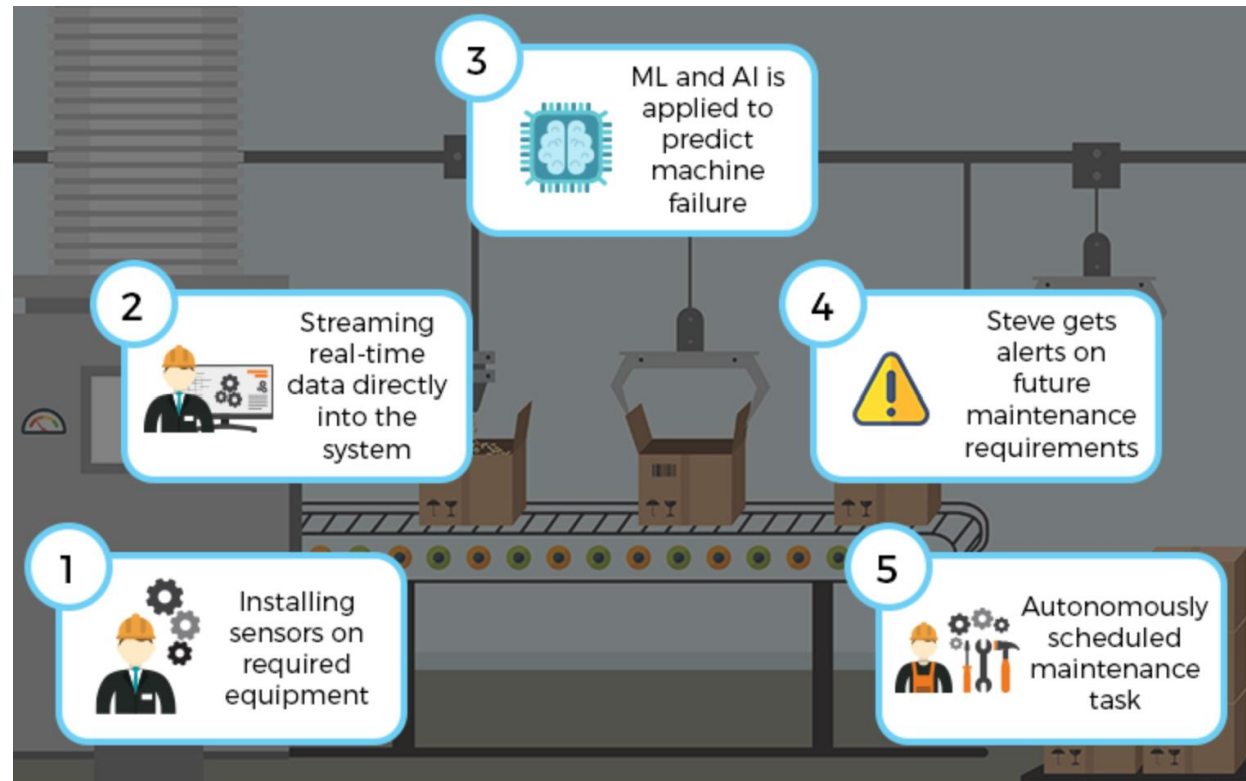 1
Installing
sensors on
required
equipment
2
Streaming
real-time
data directly
into the
system
3
ML and AI is
applied to
predict
machine
failure
4
Steve gets
alerts on
future
maintenance
requirements
5
Autonomously
scheduled
maintenance
task